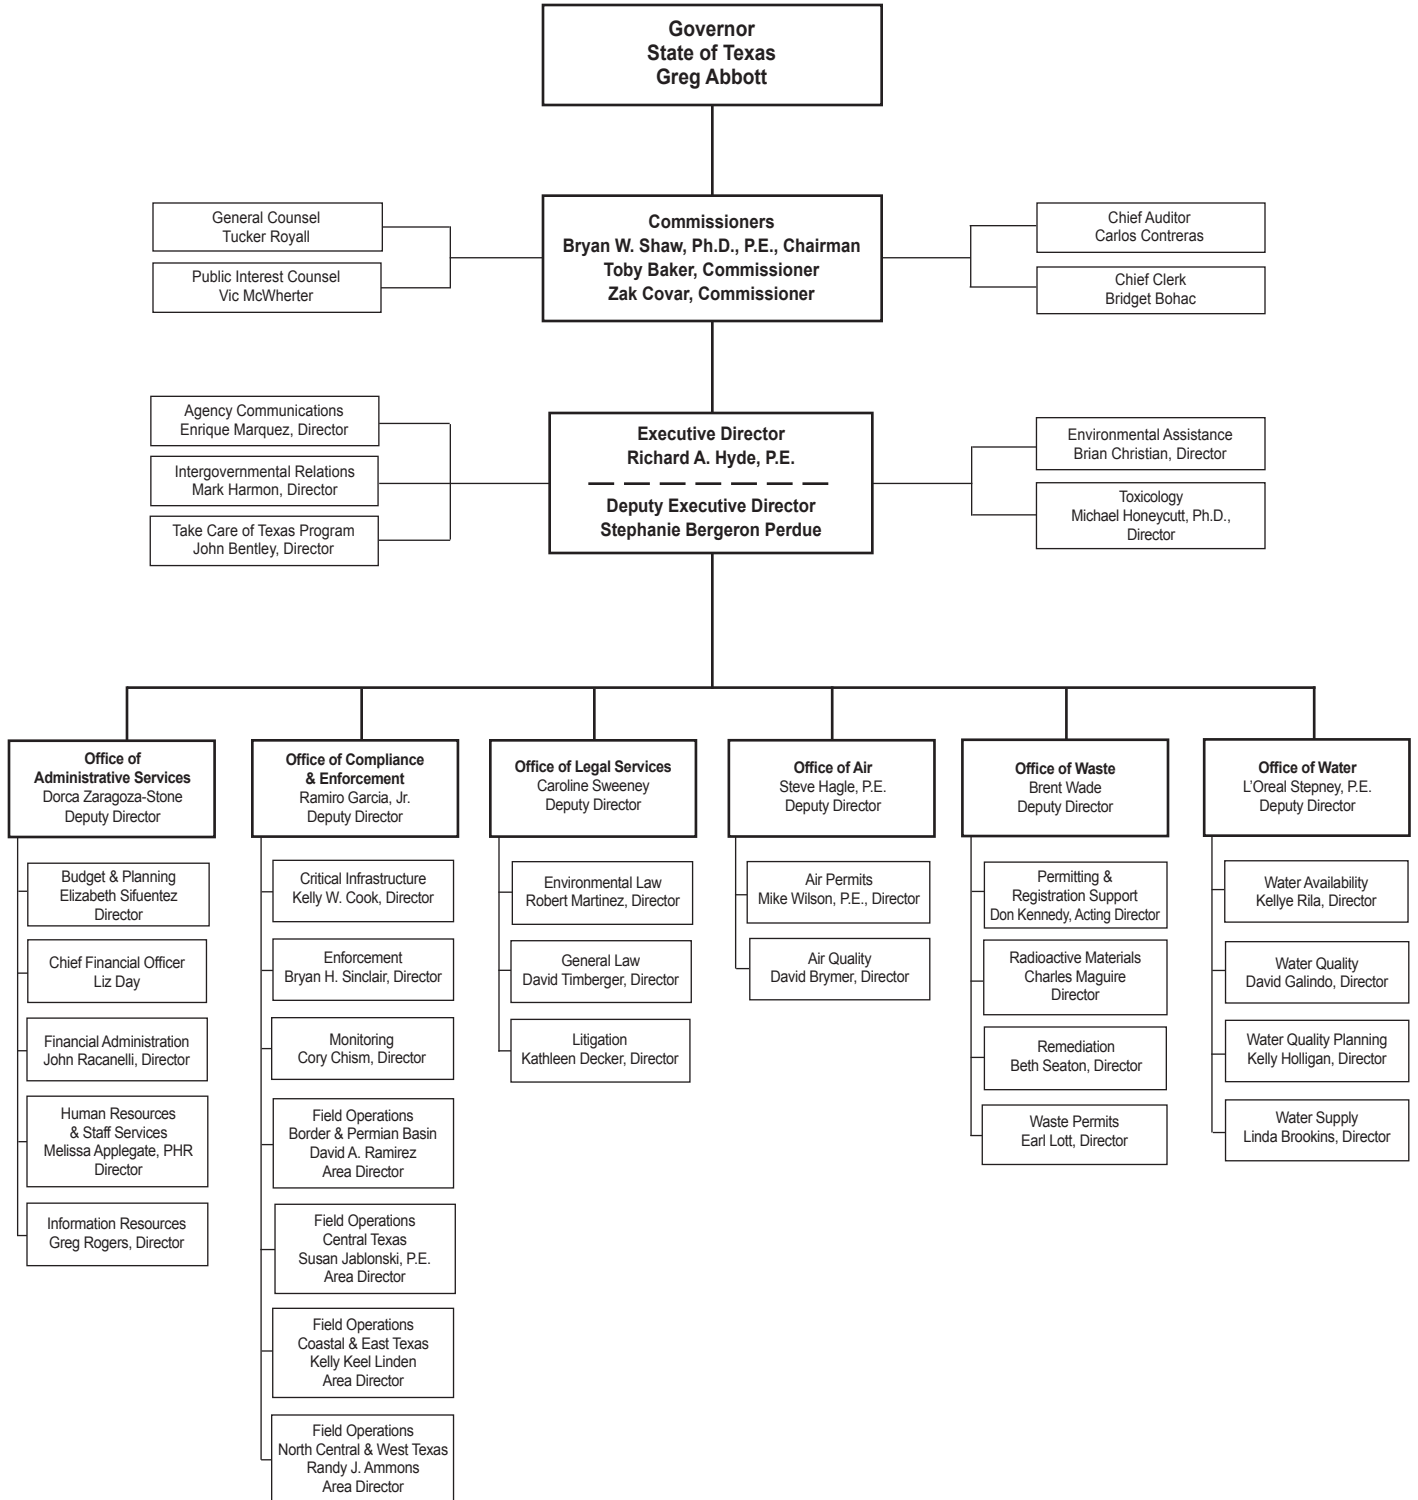 Governor
State of Texas
Greg Abbott
General Counsel
Tucker Royall
Public Interest Counsel
Vic McWherter
Commissioners
Bryan W. Shaw, Ph.D., P.E., Chairman
Toby Baker, Commissioner
Zak Covar, Commissioner
Chief Auditor
Carlos Contreras
Chief Clerk
Bridget Bohac
Agency Communications
Enrique Marquez, Director
Intergovernmental Relations
Mark Harmon, Director
Take Care of Texas Program
John Bentley, Director
Executive Director
Richard A. Hyde, P.E.
Deputy Executive Director
Stephanie Bergeron Perdue
Environmental Assistance
Brian Christian, Director
Toxicology
Michael Honeycutt, Ph.D.,
Director
Office of
Administrative Services
Dorca Zaragoza-Stone
Deputy Director
Budget & Planning
Elizabeth Sifuentez
Director
Chief Financial Officer
Liz Day
Financial Administration
John Racanelli, Director
Human Resources
& Staff Services
Melissa Applegate, PHR
Director
Information Resources
Greg Rogers, Director
Office of Compliance
& Enforcement
Ramiro Garcia, Jr.
Deputy Director
Critical Infrastructure
Kelly W. Cook, Director
Enforcement
Bryan H. Sinclair, Director
Monitoring
Cory Chism, Director
Field Operations
Border & Permian Basin
David A. Ramirez
Area Director
Field Operations
Central Texas
Susan Jablonski, P.E.
Area Director
Field Operations
Coastal & East Texas
Kelly Keel Linden
Area Director
Field Operations
North Central & West Texas
Randy J. Ammons
Area Director
Office of Legal Services
Caroline Sweeney
Deputy Director
Environmental Law
Robert Martinez, Director
General Law
David Timberger, Director
Litigation
Kathleen Decker, Director
Office of Air
Steve Hagle, P.E.
Deputy Director
Air Permits
Mike Wilson, P.E., Director
Air Quality
David Brymer, Director
Office of Waste
Brent Wade
Deputy Director
Permitting &
Registration Support
Don Kennedy, Acting Director
Radioactive Materials
Charles Maguire
Director
Remediation
Beth Seaton, Director
Waste Permits
Earl Lott, Director
Office of Water
L'Oreal Stepney, P.E.
Deputy Director
Water Availability
Kellye Rila, Director
Water Quality
David Galindo, Director
Water Quality Planning
Kelly Holligan, Director
Water Supply
Linda Brookins, Director